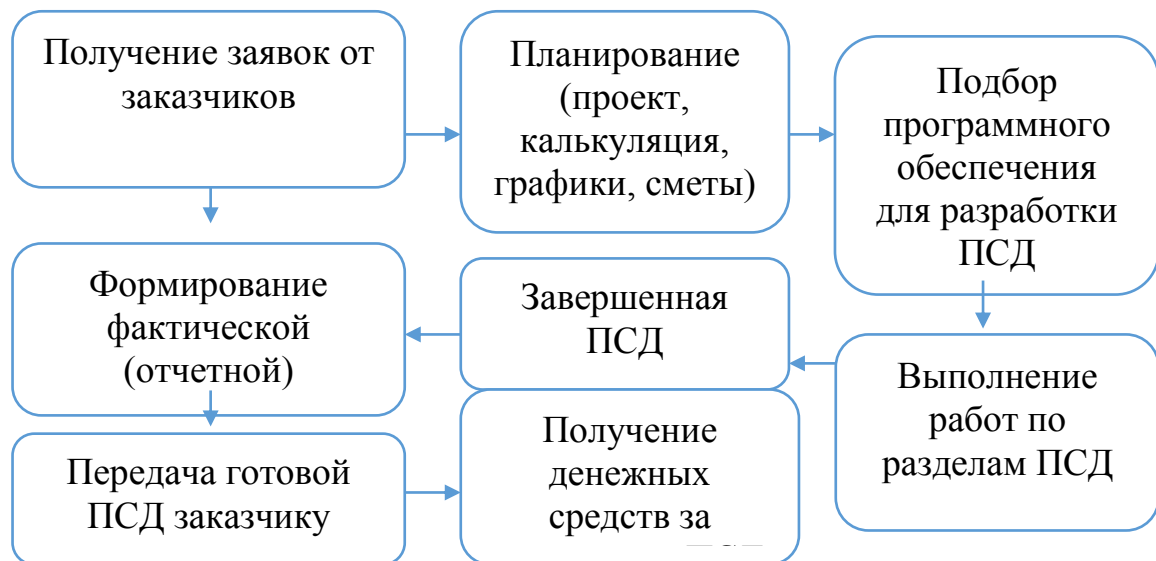 Получение заявок от
заказчиков
Планирование
(проект,
калькуляция,
графики, сметы)
Подбор
программного
обеспечения
для разработки
ПСД
Формирование
фактической
(отчетной)
Завершенная
ПСД
Выполнение
работ по
разделам ПСД
Передача готовой
ПСД заказчику
Получение
денежных
средств за